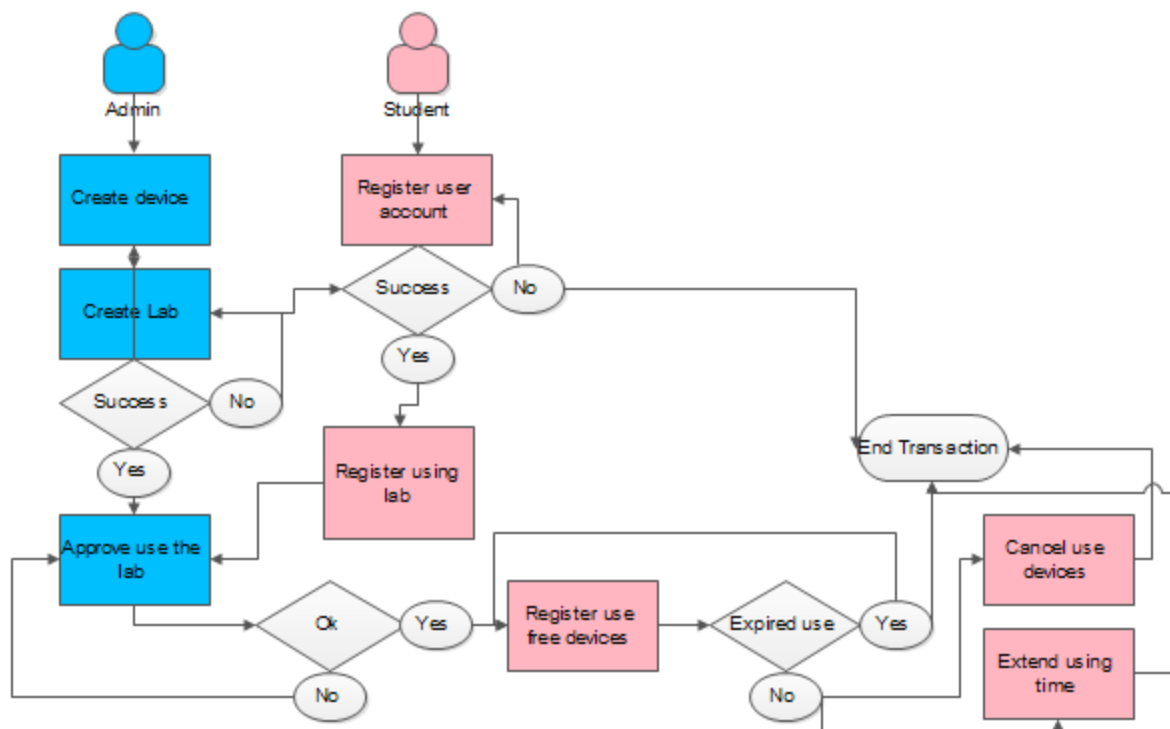 Admin
Student
Create device
Register user
account
Create Lab
Success
No
Yes
Success
No
Yes
Register using
lab
End Transaction
Approve use the
lab
Ok
Yes
No
Register use
free devices
Expired use
Yes
No
Cancel use
devices
Extend using
time